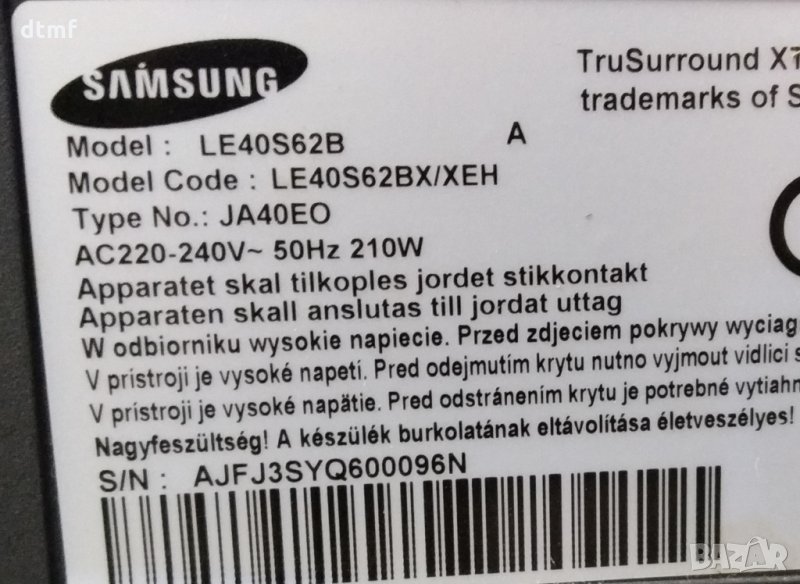 dtmf
SAMSUNG
TruSurround XT
trademarks of S
Model : LE40S62B A
Model Code : LE40S62BX/XEH
Type No.: JA40EO
AC220-240V~ 50Hz 210W
Apparatet skal tilkoples jordet stikkontakt
Apparaten skall anslutas till jordat uttag
W odbiorniku wysokie napiecie. Przed zdjeciem pokrywy wyciag
V prístroji je vysoké napetí. Pred odejmutím krytu nutno vyjmout vidlici s
V prístroji je vysoké napätie. Pred odstránením krytu je potrebné vytiahn
Nagyfeszültség! A készülék burkolatának eltávolítása életveszélyes!
S/N : AJFJ3SYQ600096N
BAZAR